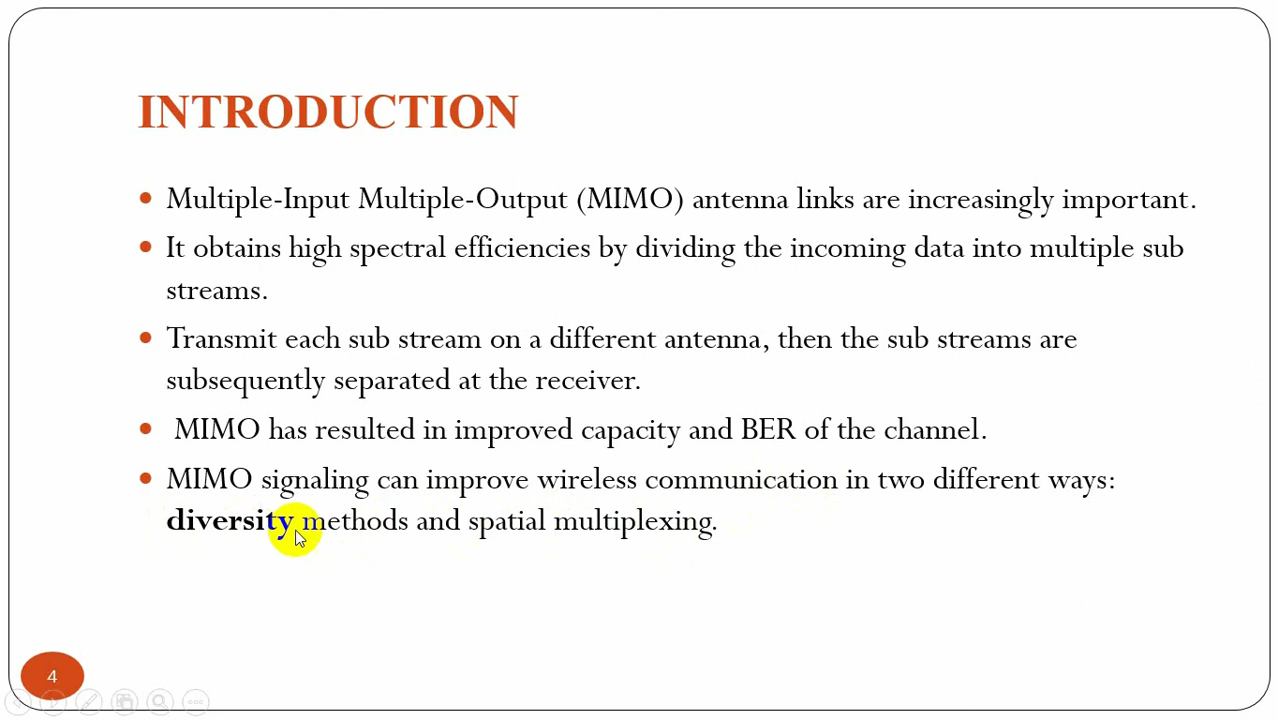 INTRODUCTION
• Multiple-Input Multiple-Output (MIMO) antenna links are increasingly important.
• It obtains high spectral efficiencies by dividing the incoming data into multiple sub
streams.
• Transmit each sub stream on a different antenna, then the sub streams are
subsequently separated at the receiver.
• MIMO has resulted in improved capacity and BER of the channel.
• MIMO signaling can improve wireless communication in two different ways:
diversity methods and spatial multiplexing.
4